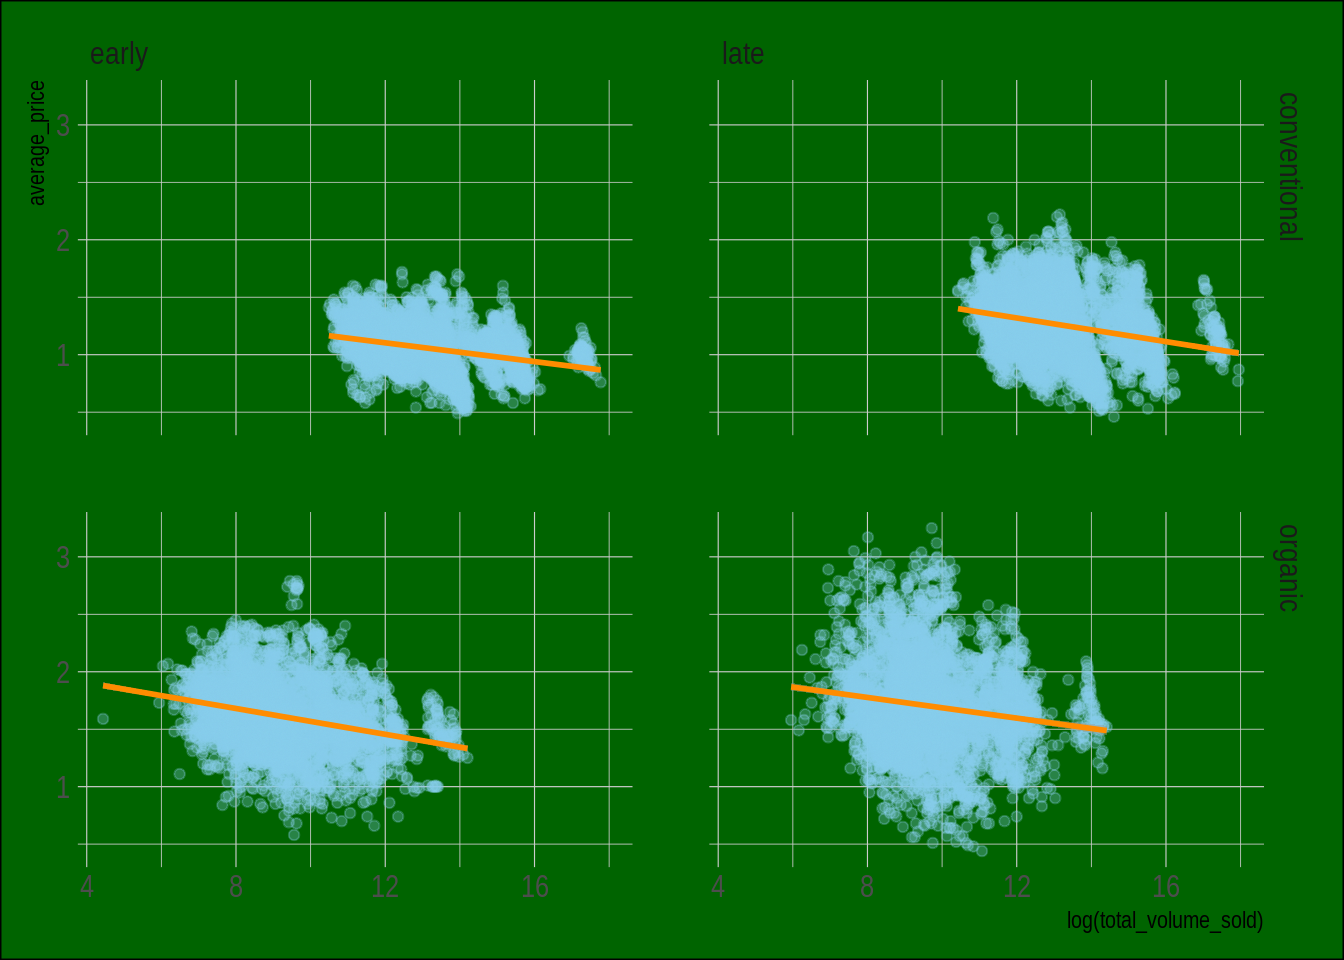 early
late
average_price
3
2
1
conventional
3
2
1
organic
4
8
12
16
4
8
12
16
log(total_volume_sold)